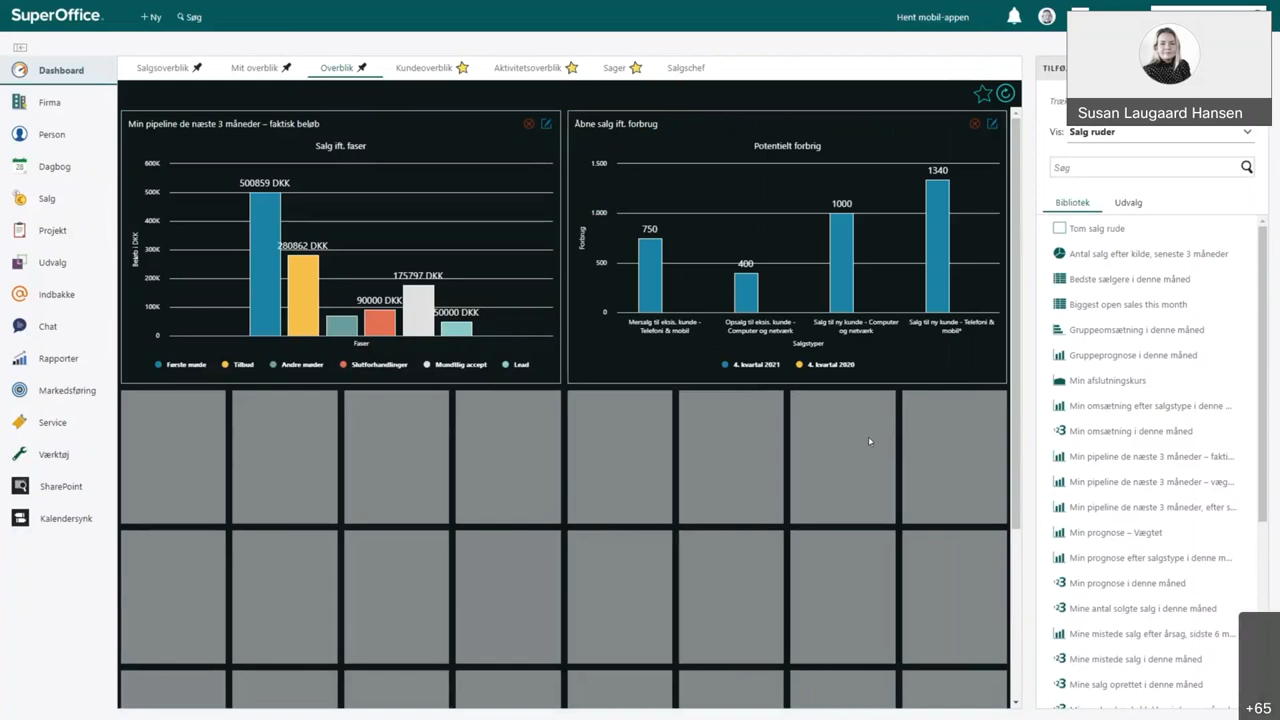 SuperOffice.
+ Ny
Søg
Hent mobil-appen
Susan Laugaard Hansen
Dashboard
Firma
Person
28
Dagbog
Salg
Projekt
Udvalg
Indbakke
Chat
Rapporter
Markedsføring
Service
Værktøj
SharePoint
Kalendersynk
Salgsoverblik
Mit overblik
Overblik
Kundeoverblik
Aktivitetsoverblik
Sager
Salgschef
Min pipeline de næste 3 måneder – faktisk beløb
Salg ift. faser
Beløb i DKK
600K
500K
400K
300K
200K
100K
0
500859 DKK
280862 DKK
90000 DKK
175797 DKK
50000 DKK
Faser
Første møde
Tilbud
Andre møder
Slutforhandlinger
Mundtlig accept
Lead
Åbne salg ift. forbrug
Potentielt forbrig
Forbrug
1.500
1.000
500
0
750
400
1000
1340
Mersalg til eksis. kunde - Telefoni & mobil
Opsalg til eksis. kunde - Computer og netværk
Salg til ny kunde - Computer og netværk
Salg til ny kunde - Telefoni & mobil*
Salgstyper
4. kvartal 2021
4. kvartal 2020
TILFØ
Træk
Vis:
Salg ruder
Søg
Bibliotek
Udvalg
Tom salg rude
Antal salg efter kilde, seneste 3 måneder
Bedste sælgere i denne måned
Biggest open sales this month
Gruppeomsætning i denne måned
Gruppeprognose i denne måned
Min afslutningskurs
Min omsætning efter salgstype i denne ...
Min omsætning i denne måned
Min pipeline de næste 3 måneder – fakti...
Min pipeline de næste 3 måneder – væg...
Min pipeline de næste 3 måneder, efter s...
Min prognose – Vægtet
Min prognose efter salgstype i denne m...
Min prognose i denne måned
Mine antal solgte salg i denne måned
Mine mistede salg efter årsag, sidste 6 m...
Mine mistede salg i denne måned
Mine salg oprettet i denne måned
+65